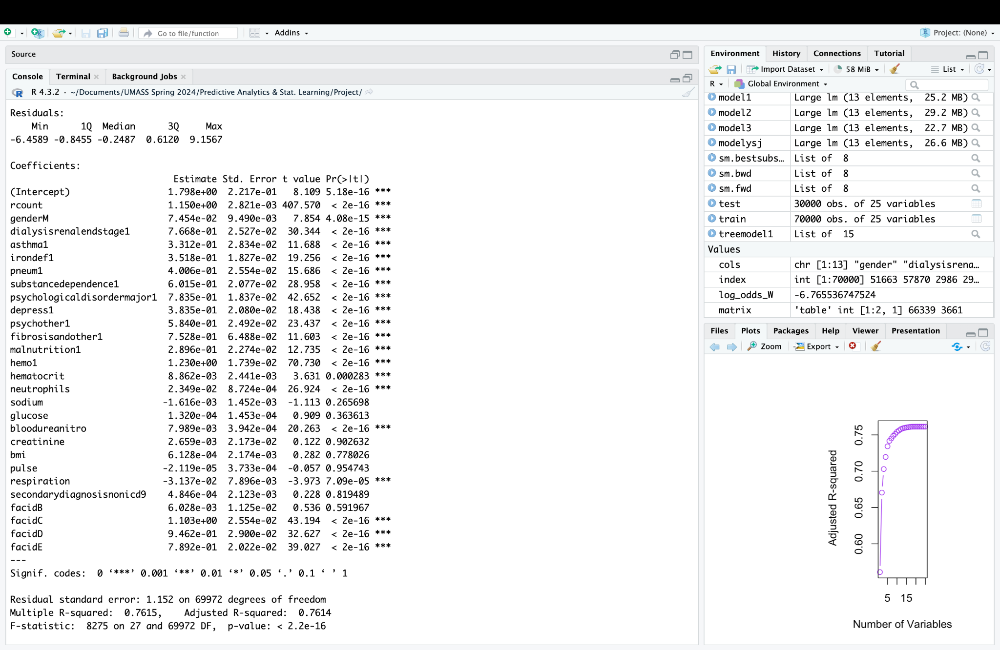 Go to file/function
Addins
Project: (None)
Source
Console Terminal Background Jobs
R 4.3.2 · ~/Documents/UMASS Spring 2024/Predictive Analytics & Stat. Learning/Project/
Residuals:
Min 1Q Median 3Q Max
-6.4589 -0.8455 -0.2487 0.6120 9.1567
Coefficients:
Estimate Std. Error t value Pr(>|t|)
(Intercept) 1.798e+00 2.217e-01 8.109 5.18e-16 ***
rcount 1.150e+00 2.821e-03 407.570 < 2e-16 ***
genderM 7.454e-02 9.490e-03 7.854 4.08e-15 ***
dialysisrenalendstage1 7.668e-01 2.527e-02 30.344 < 2e-16 ***
asthma1 3.312e-01 2.834e-02 11.688 < 2e-16 ***
irondef1 3.518e-01 1.827e-02 19.256 < 2e-16 ***
pneum1 4.006e-01 2.554e-02 15.686 < 2e-16 ***
substancedependence1 6.015e-01 2.077e-02 28.958 < 2e-16 ***
psychologicaldisordermajor1 7.835e-01 1.837e-02 42.652 < 2e-16 ***
depress1 3.835e-01 2.080e-02 18.438 < 2e-16 ***
psychother1 5.840e-01 2.492e-02 23.437 < 2e-16 ***
fibrosisandother1 7.528e-01 6.488e-02 11.603 < 2e-16 ***
malnutrition1 2.896e-01 2.274e-02 12.735 < 2e-16 ***
hemo1 1.230e+00 1.739e-02 70.730 < 2e-16 ***
hematocrit 8.862e-03 2.441e-03 3.631 0.000283 ***
neutrophils 2.349e-02 8.724e-04 26.924 < 2e-16 ***
sodium -1.616e-03 1.452e-03 -1.113 0.265698
glucose 1.320e-04 1.453e-04 0.909 0.363613
bloodureanitro 7.989e-03 3.942e-04 20.263 < 2e-16 ***
creatinine 2.659e-03 2.173e-02 0.122 0.902632
bmi 6.128e-04 2.174e-03 0.282 0.778026
pulse -2.119e-05 3.733e-04 -0.057 0.954743
respiration -3.137e-02 7.896e-03 -3.973 7.09e-05 ***
secondarydiagnosisnonicd9 4.846e-04 2.123e-03 0.228 0.819489
facidB 6.028e-03 1.125e-02 0.536 0.591967
facidC 1.103e+00 2.554e-02 43.194 < 2e-16 ***
facidD 9.462e-01 2.900e-02 32.627 < 2e-16 ***
facidE 7.892e-01 2.022e-02 39.027 < 2e-16 ***
---
Signif. codes: 0 ‘***’ 0.001 ‘**’ 0.01 ‘*’ 0.05 ‘.’ 0.1 ‘ ’ 1
Residual standard error: 1.152 on 69972 degrees of freedom
Multiple R-squared: 0.7615, Adjusted R-squared: 0.7614
F-statistic: 8275 on 27 and 69972 DF, p-value: < 2.2e-16
Environment History Connections Tutorial
Import Dataset 58 MiB List
R Global Environment
model1 Large lm (13 elements, 25.2 MB)
model2 Large lm (13 elements, 29.2 MB)
model3 Large lm (13 elements, 22.7 MB)
modelysj Large lm (13 elements, 26.6 MB)
sm.bestsubs… List of 8
sm.bwd List of 8
sm.fwd List of 8
test 30000 obs. of 25 variables
train 70000 obs. of 25 variables
treemodel1 List of 15
Values
cols chr [1:13] "gender" "dialysisrena…
index int [1:70000] 51663 57870 2986 29…
log_odds_W -6.765536747524
matrix 'table' int [1:2, 1] 66339 3661
Files Plots Packages Help Viewer Presentation
Zoom Export
Adjusted R-squared
0.75
0.70
0.65
0.60
5 15
Number of Variables